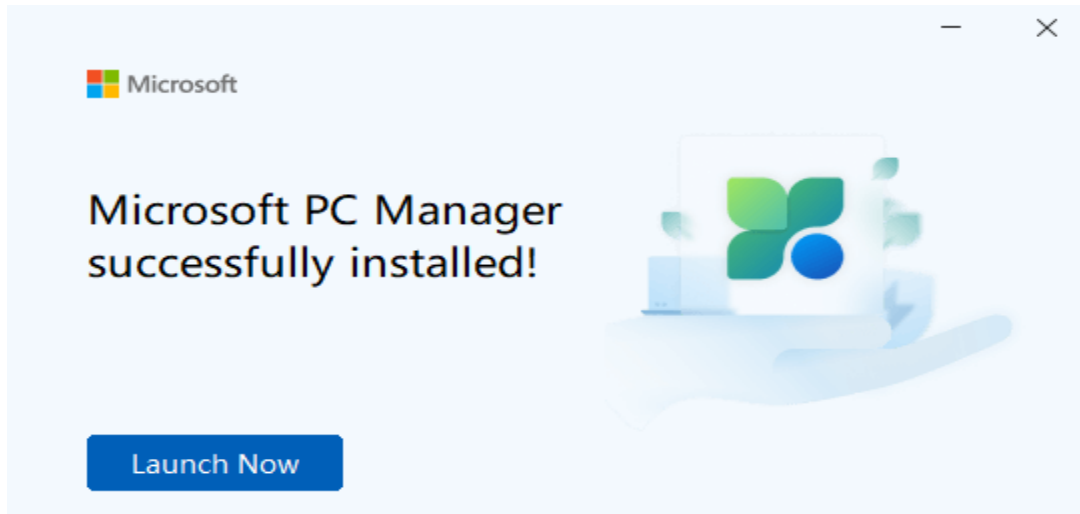 Microsoft
Microsoft PC Manager
successfully installed!
Launch Now